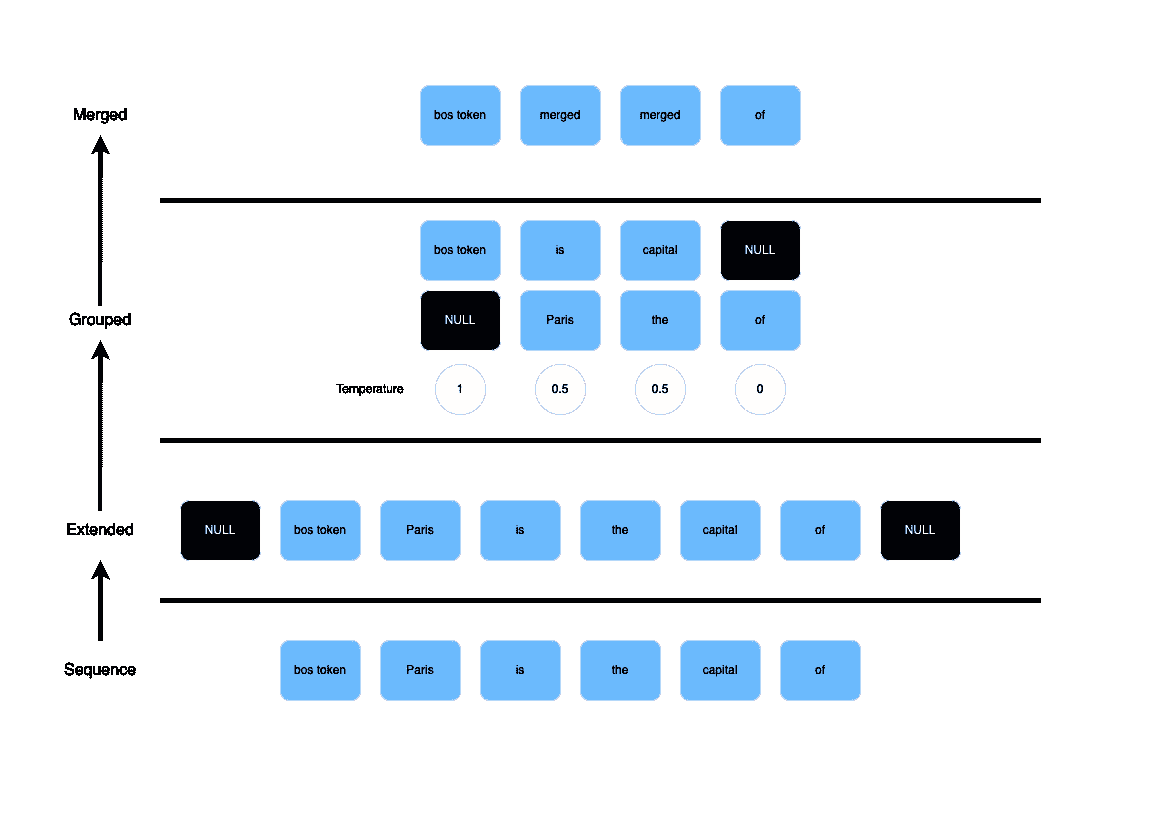 Merged
bos token merged merged of
bos token is capital NULL
Grouped
NULL Paris the of
Temperature 1 0.5 0.5 0
Extended
NULL bos token Paris is the capital of NULL
Sequence
bos token Paris is the capital of